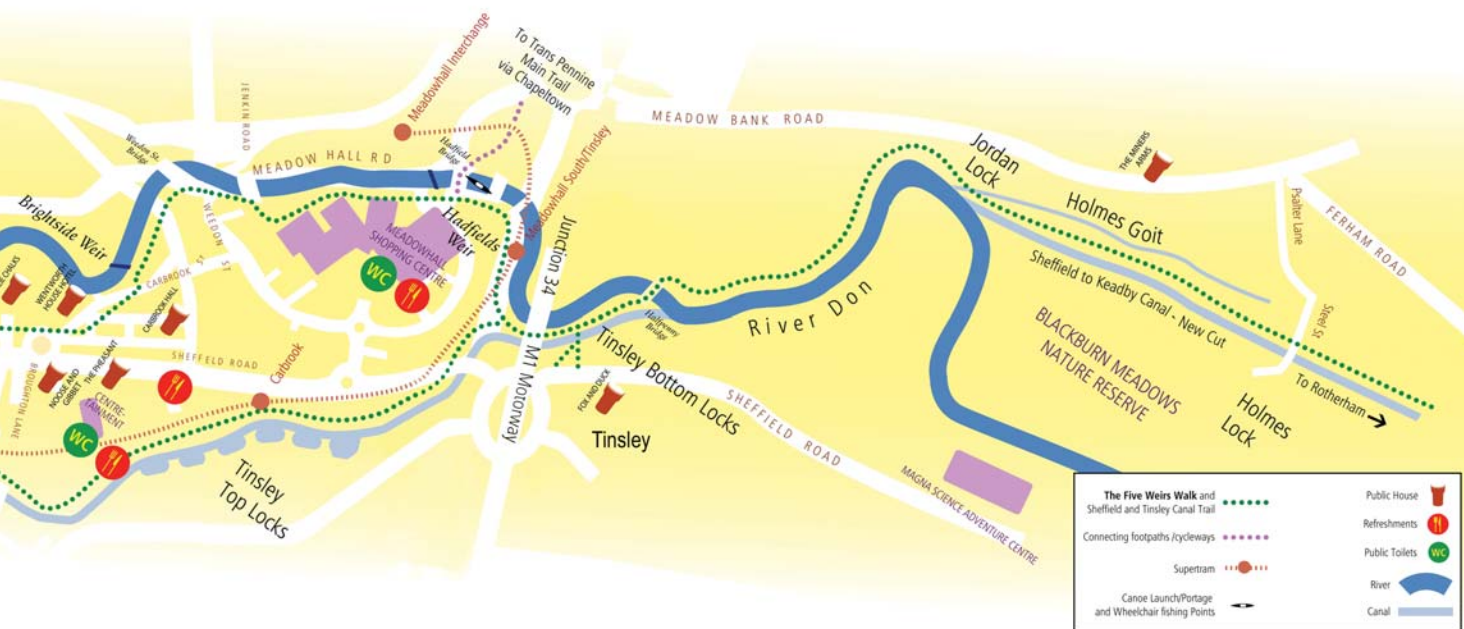 Meadowhall Interchange
To Trans Pennine
Main Trail
via Chapeltown
JENKIN ROAD
MEADOW BANK ROAD
Weedon St.
Bridge
MEADOW HALL RD
Hadfield
Bridge
Meadowhall South/Tinsley
Jordan
Lock
THE MINERS
ARMS
Brightside Weir
WEEDON ST
Hadfields
Weir
MEADOWHALL
SHOPPING CENTRE
WC
Junction 34
Holmes Goit
Psalter Lane
FERHAM ROAD
CHALKS
WENTWORTH
HOUSE HOTEL
CARBROOK ST
CARBROOK HALL
Sheffield to Keadby Canal - New Cut
River Don
Halfpenny
Bridge
Steel St
BLACKBURN MEADOWS
NATURE RESERVE
SHEFFIELD ROAD
Carbrook
BROUGHTON LANE
NOOSE AND
GIBBET
THE PHEASANT
CENTRE-
TAINMENT
WC
M1 Motorway
Tinsley Bottom Locks
FOX AND DUCK
Tinsley
SHEFFIELD ROAD
To Rotherham
Holmes
Lock
Tinsley
Top Locks
MAGNA SCIENCE ADVENTURE CENTRE
The Five Weirs Walk and
Sheffield and Tinsley Canal Trail
Connecting footpaths /cycleways
Supertram
Canoe Launch/Portage
and Wheelchair fishing Points
Public House
Refreshments
Public Toilets
WC
River
Canal